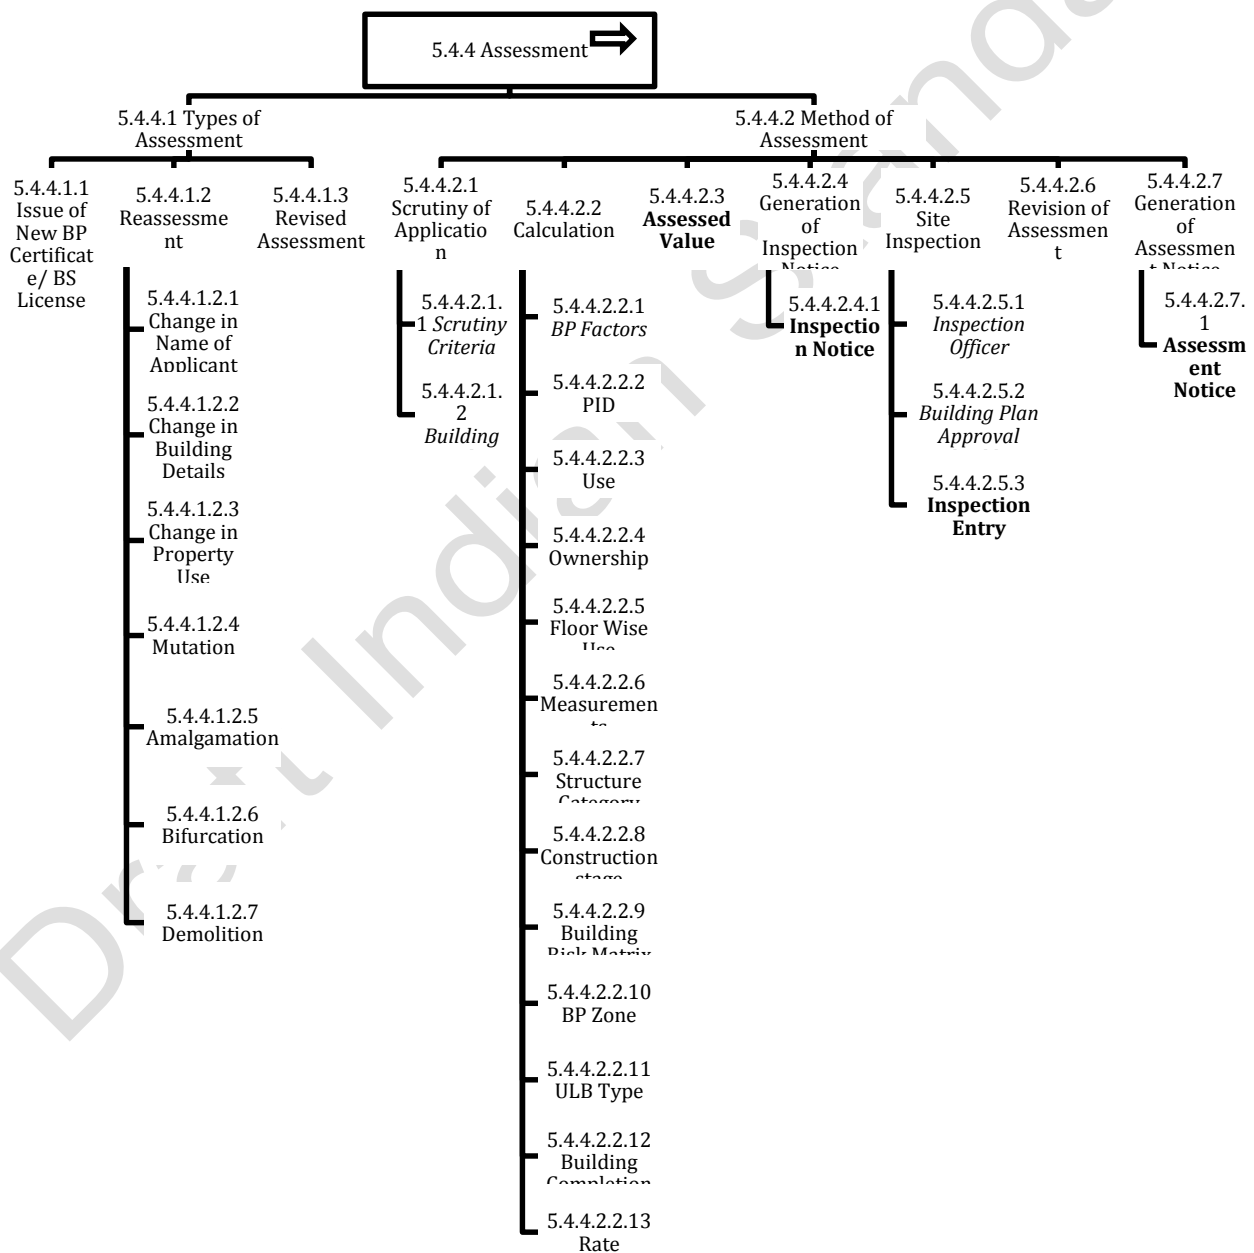 5.4.4 Assessment
5.4.4.1 Types of
Assessment
5.4.4.2 Method of
Assessment
5.4.4.1.1
Issue of
New BP
Certificat
e/ BS
License
5.4.4.1.2
Reassessme
nt
5.4.4.1.2.1
Change in
Name of
Applicant
5.4.4.1.2.2
Change in
Building
Details
5.4.4.1.2.3
Change in
Property
Use
5.4.4.1.2.4
Mutation
5.4.4.1.2.5
Amalgamation
5.4.4.1.2.6
Bifurcation
5.4.4.1.2.7
Demolition
5.4.4.1.3
Revised
Assessment
5.4.4.2.1
Scrutiny of
Applicatio
n
5.4.4.2.1.
1 Scrutiny
Criteria
5.4.4.2.1.
2
Building
5.4.4.2.2
Calculation
5.4.4.2.2.1
BP Factors
5.4.4.2.2.2
PID
5.4.4.2.2.3
Use
5.4.4.2.2.4
Ownership
5.4.4.2.2.5
Floor Wise
Use
5.4.4.2.2.6
Measuremen
ts
5.4.4.2.2.7
Structure
Category
5.4.4.2.2.8
Construction
stage
5.4.4.2.2.9
Building
Risk Matrix
5.4.4.2.2.10
BP Zone
5.4.4.2.2.11
ULB Type
5.4.4.2.2.12
Building
Completion
5.4.4.2.2.13
Rate
5.4.4.2.3
Assessed
Value
5.4.4.2.4
Generation
of
Inspection
Notice
5.4.4.2.4.1
Inspectio
n Notice
5.4.4.2.5
Site
Inspection
5.4.4.2.5.1
Inspection
Officer
5.4.4.2.5.2
Building Plan
Approval
5.4.4.2.5.3
Inspection
Entry
5.4.4.2.6
Revision of
Assessmen
t
5.4.4.2.7
Generation
of
Assessmen
t Notice
5.4.4.2.7.
1
Assessm
ent
Notice
Draft Indian Standa